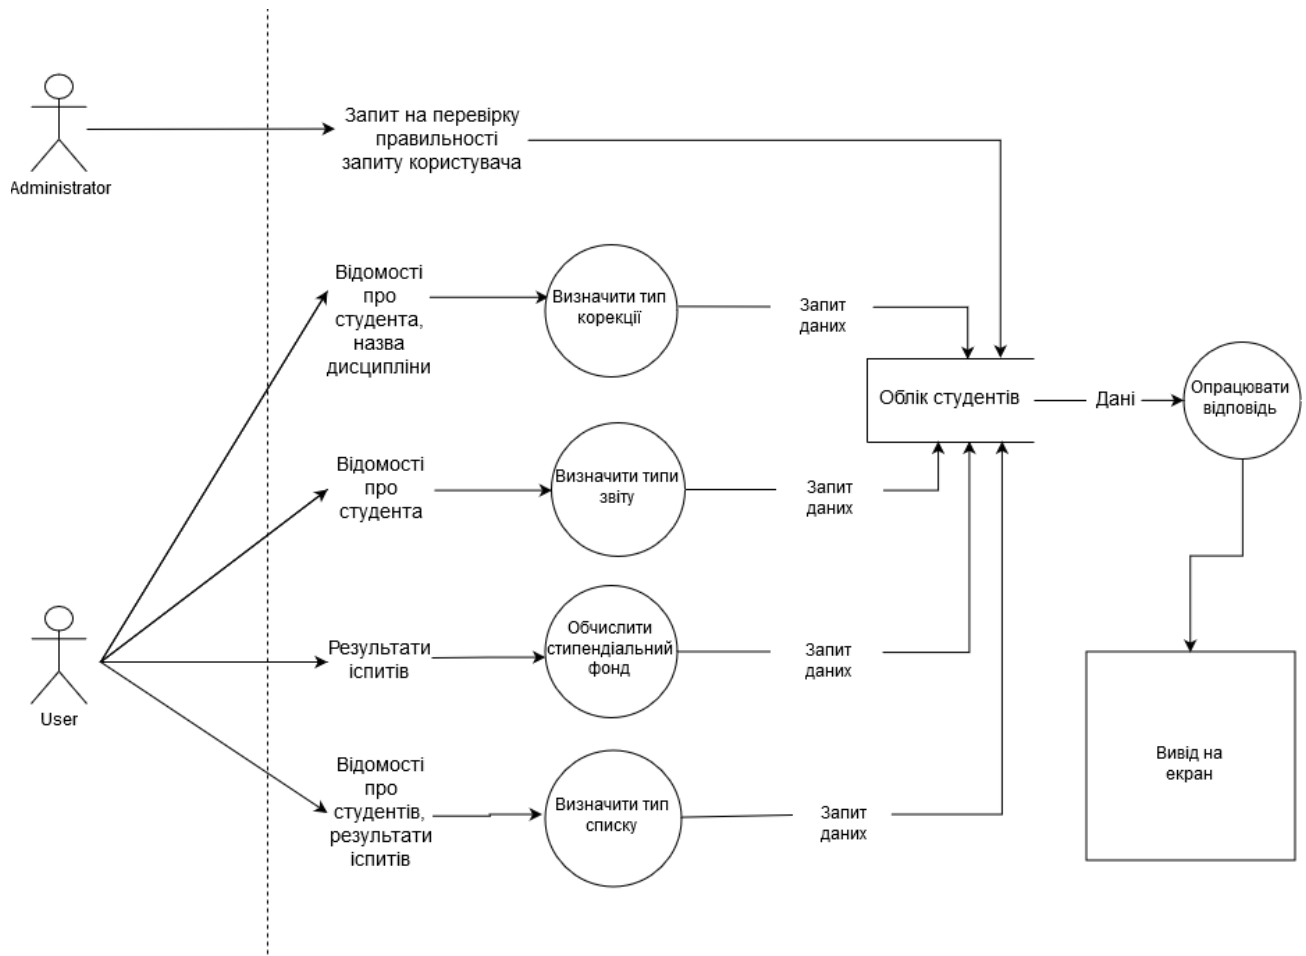 Запит на перевірку
правильності
запиту користувача
Administrator
Відомості
про
студента,
назва
дисципліни
Визначити тип
корекції
Запит
даних
Облік студентів
Дані
Опрацювати
відповідь
Відомості
про
студента
Визначити типи
звіту
Запит
даних
User
Результати
іспитів
Обчислити
стипендіальний
фонд
Запит
даних
Відомості
про
студентів,
результати
іспитів
Визначити тип
списку
Запит
даних
Вивід на
екран